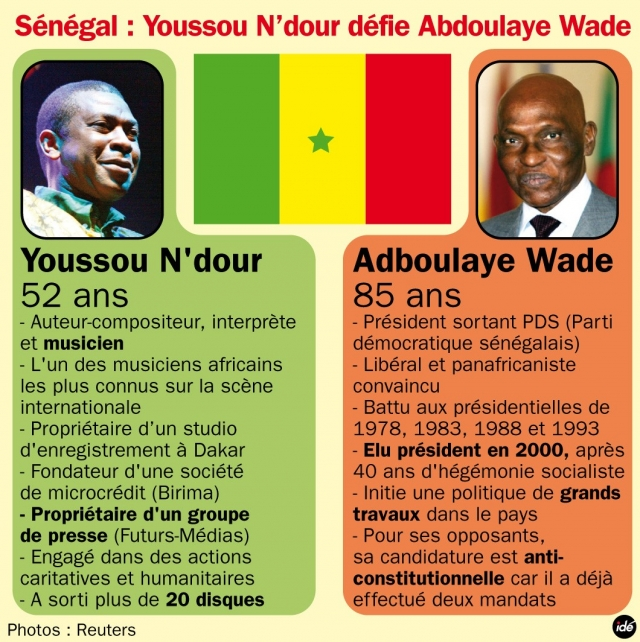 Sénégal : Youssou N'dour défie Abdoulaye Wade
Youssou N'dour
52 ans
- Auteur-compositeur, interprète
et musicien
- L'un des musiciens africains
les plus connus sur la scène
internationale
- Propriétaire d'un studio
d'enregistrement à Dakar
- Fondateur d'une société
de microcrédit (Birima)
- Propriétaire d'un groupe
de presse (Futurs-Médias)
- Engagé dans des actions
caritatives et humanitaires
- A sorti plus de 20 disques
Adboulaye Wade
85 ans
- Président sortant PDS (Parti
démocratique sénégalais)
- Libéral et panafricaniste
convaincu
- Battu aux présidentielles de
1978, 1983, 1988 et 1993
- Elu président en 2000, après
40 ans d'hégémonie socialiste
- Initie une politique de grands
travaux dans le pays
- Pour ses opposants,
sa candidature est anti-
constitutionnelle car il a déjà
effectué deux mandats
Photos : Reuters
idé